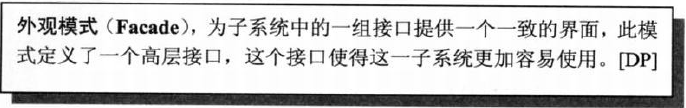 外观模式（Facade），为子系统中的一组接口提供一个一致的界面，此模
式定义了一个高层接口，这个接口使得这一子系统更加容易使用。[DP]